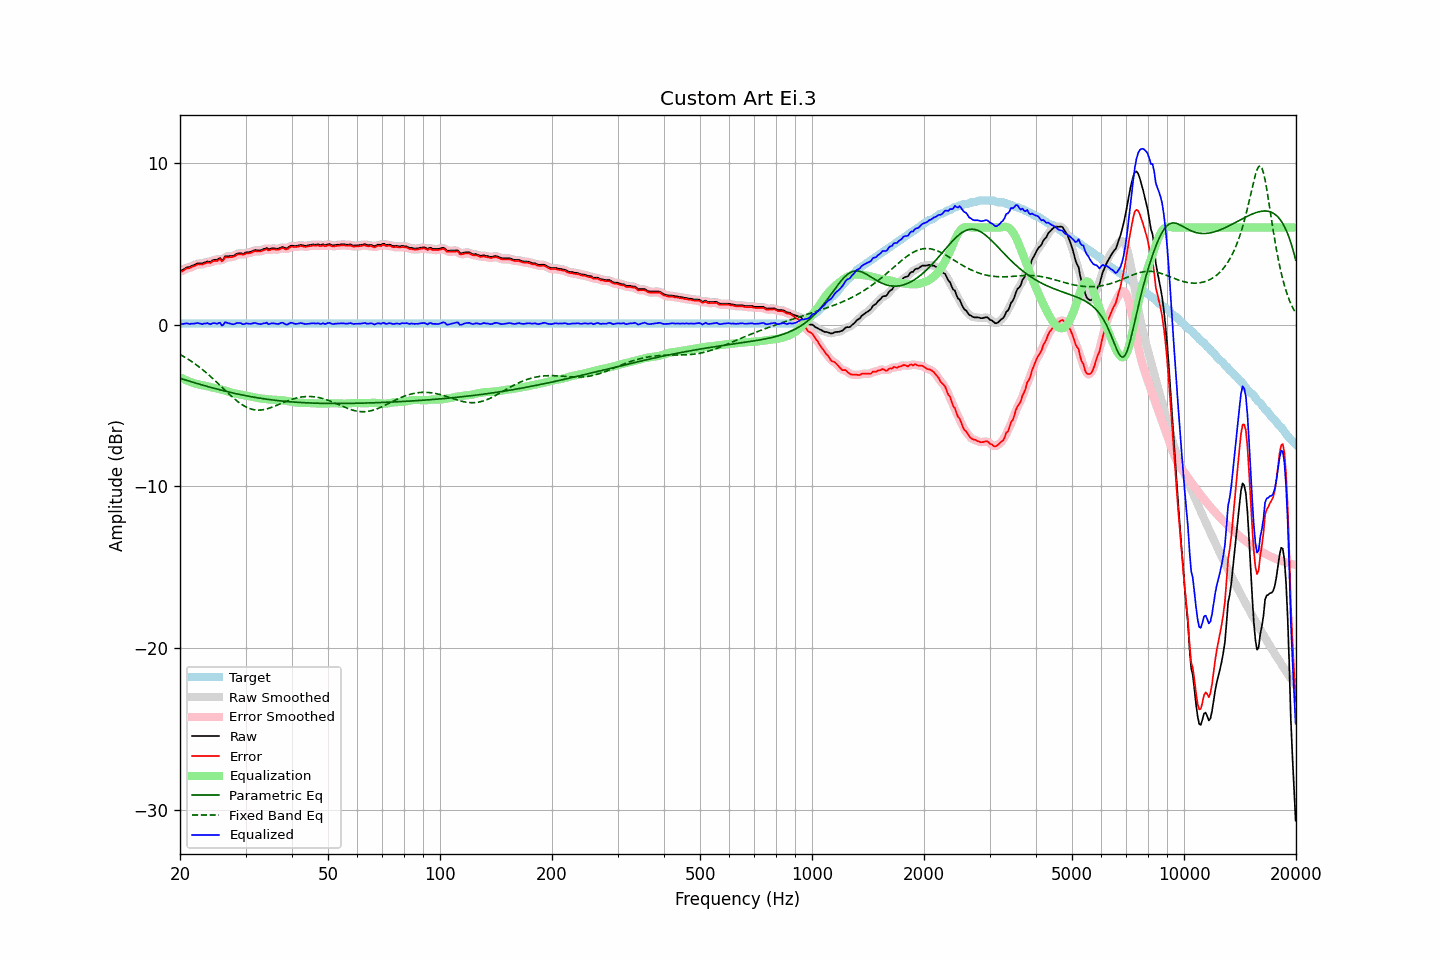 Custom Art Ei.3
Amplitude (dBr)
10
0
−10
−20
−30
Target
Raw Smoothed
Error Smoothed
Raw
Error
Equalization
Parametric Eq
Fixed Band Eq
Equalized
20 50 100 200 500 1000 2000 5000 10000 20000
Frequency (Hz)